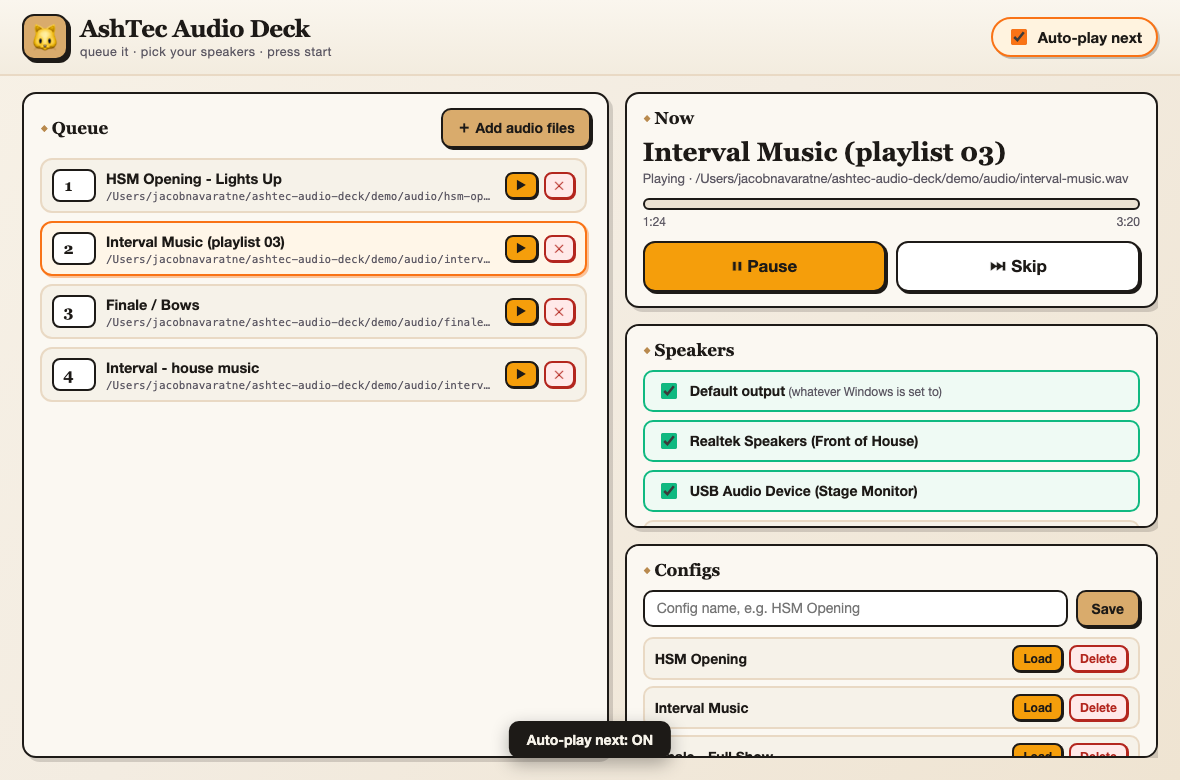 AshTec Audio Deck
queue it · pick your speakers · press start
Auto-play next
Queue
+ Add audio files
1
HSM Opening - Lights Up
/Users/jacobnavaratne/ashtec-audio-deck/demo/audio/hsm-op…
2
Interval Music (playlist 03)
/Users/jacobnavaratne/ashtec-audio-deck/demo/audio/interv…
3
Finale / Bows
/Users/jacobnavaratne/ashtec-audio-deck/demo/audio/finale…
4
Interval - house music
/Users/jacobnavaratne/ashtec-audio-deck/demo/audio/interv…
Now
Interval Music (playlist 03)
Playing · /Users/jacobnavaratne/ashtec-audio-deck/demo/audio/interval-music.wav
1:24 3:20
Pause
Skip
Speakers
Default output (whatever Windows is set to)
Realtek Speakers (Front of House)
USB Audio Device (Stage Monitor)
Configs
Config name, e.g. HSM Opening
Save
HSM Opening
Load
Delete
Interval Music
Load
Delete
Full Show
Load
Delete
Auto-play next: ON